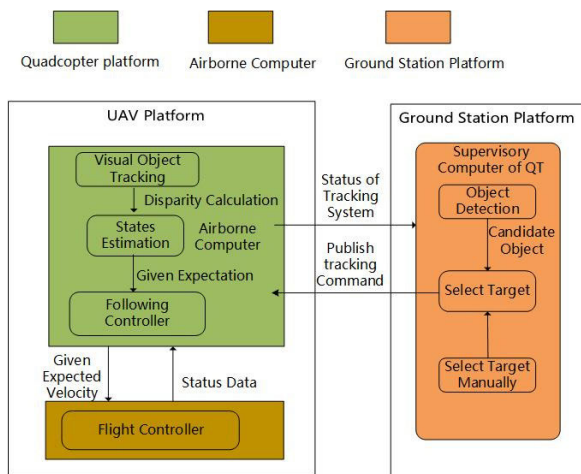 Quadcopter platform
Airborne Computer
Ground Station Platform
UAV Platform
Visual Object
Tracking
Disparity Calculation
States
Estimation
Airborne
Computer
Given Expectation
Following
Controller
Given
Expected
Velocity
Status Data
Flight Controller
Status of
Tracking
System
Publish
tracking
Command
Ground Station Platform
Supervisory
Computer of QT
Object
Detection
Candidate
Object
Select Target
Select Target
Manually